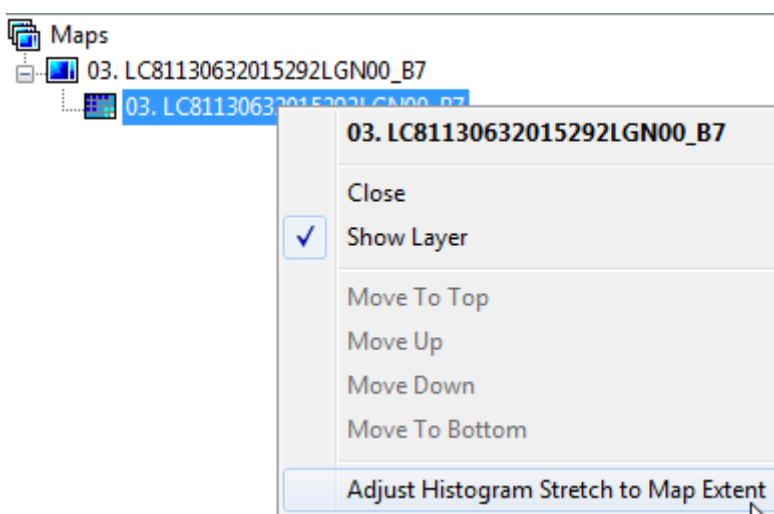 Maps
03. LC81130632015292LGN00_B7
03. LC81130632015292LGN00_B7
03. LC81130632015292LGN00_B7
Close
Show Layer
Move To Top
Move Up
Move Down
Move To Bottom
Adjust Histogram Stretch to Map Extent